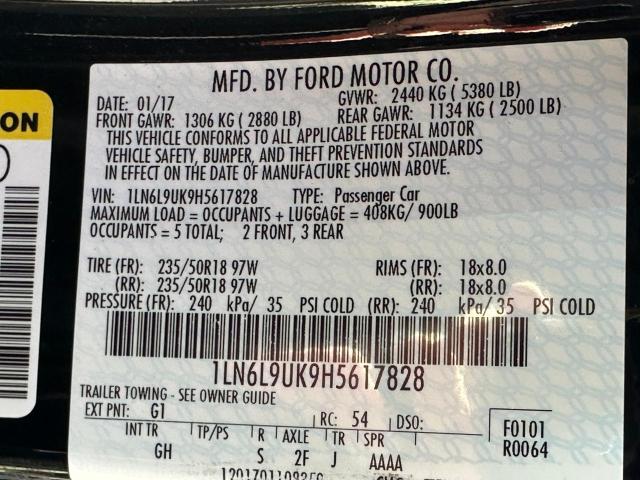 ON
MFD. BY FORD MOTOR CO.
DATE: 01/17 GVWR: 2440 KG ( 5380 LB)
FRONT GAWR: 1306 KG ( 2880 LB) REAR GAWR: 1134 KG ( 2500 LB)
THIS VEHICLE CONFORMS TO ALL APPLICABLE FEDERAL MOTOR
VEHICLE SAFETY, BUMPER, AND THEFT PREVENTION STANDARDS
IN EFFECT ON THE DATE OF MANUFACTURE SHOWN ABOVE.
VIN: 1LN6L9UK9H5617828 TYPE: Passenger Car
MAXIMUM LOAD = OCCUPANTS + LUGGAGE = 408KG/ 900LB
OCCUPANTS = 5 TOTAL; 2 FRONT, 3 REAR
TIRE (FR): 235/50R18 97W RIMS (FR): 18x8.0
(RR): 235/50R18 97W (RR): 18x8.0
PRESSURE (FR): 240 kPa/ 35 PSI COLD (RR): 240 kPa/ 35 PSI COLD
1LN6L9UK9H5617828
TRAILER TOWING - SEE OWNER GUIDE
EXT PNT: G1 RC: 54 DSO: F0101
INT TR TP/PS R AXLE TR SPR R0064
GH S 2F J AAAA